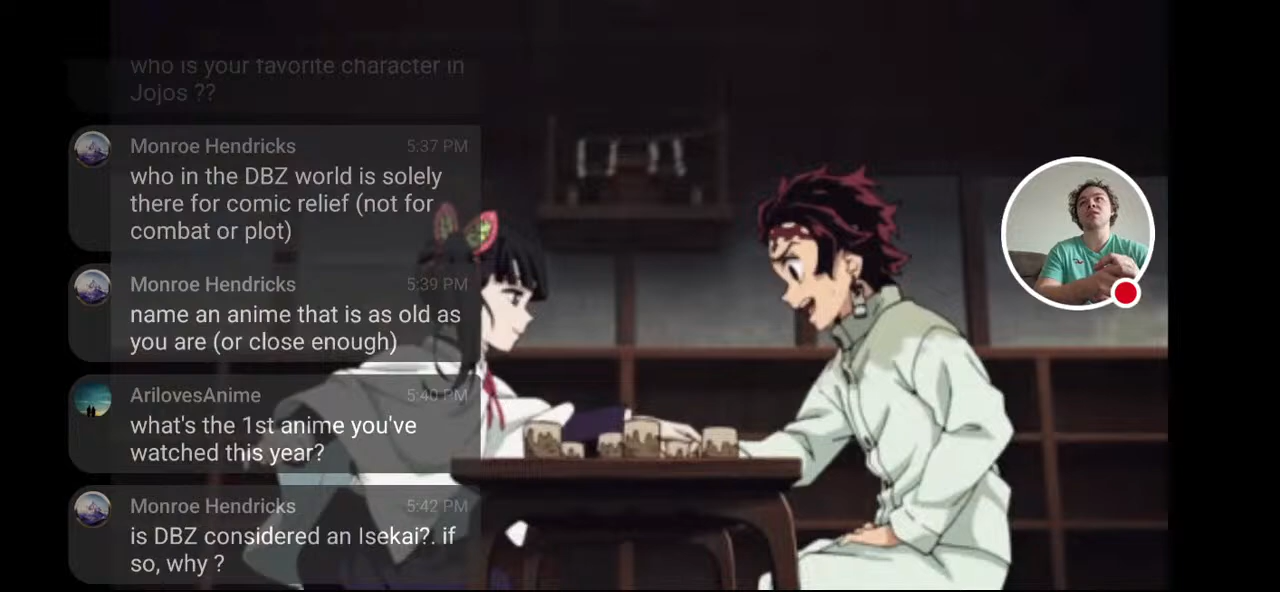 who is your favorite character in
Jojos ??
Monroe Hendricks 5:37 PM
who in the DBZ world is solely
there for comic relief (not for
combat or plot)
Monroe Hendricks 5:39 PM
name an anime that is as old as
you are (or close enough)
ArilovesAnime 5:40 PM
what's the 1st anime you've
watched this year?
Monroe Hendricks 5:42 PM
is DBZ considered an Isekai?. if
so, why ?